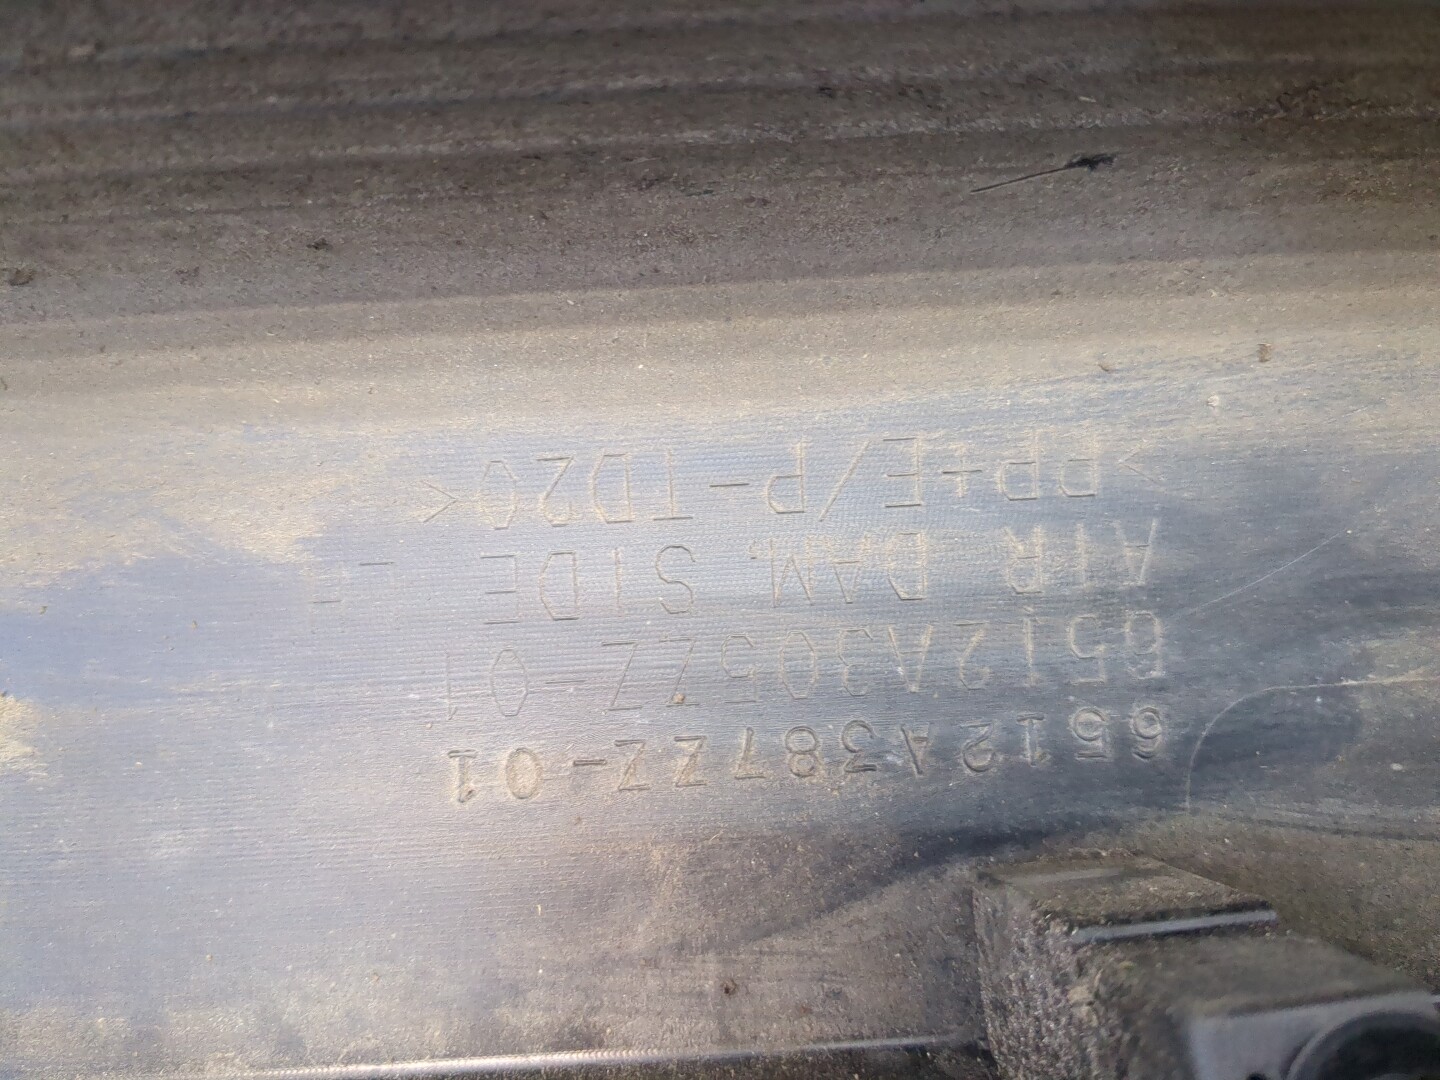 6512A387ZZ-01
6512A305ZZ-01
AIR DAM, SIDE
>PP+E/P-TD20<